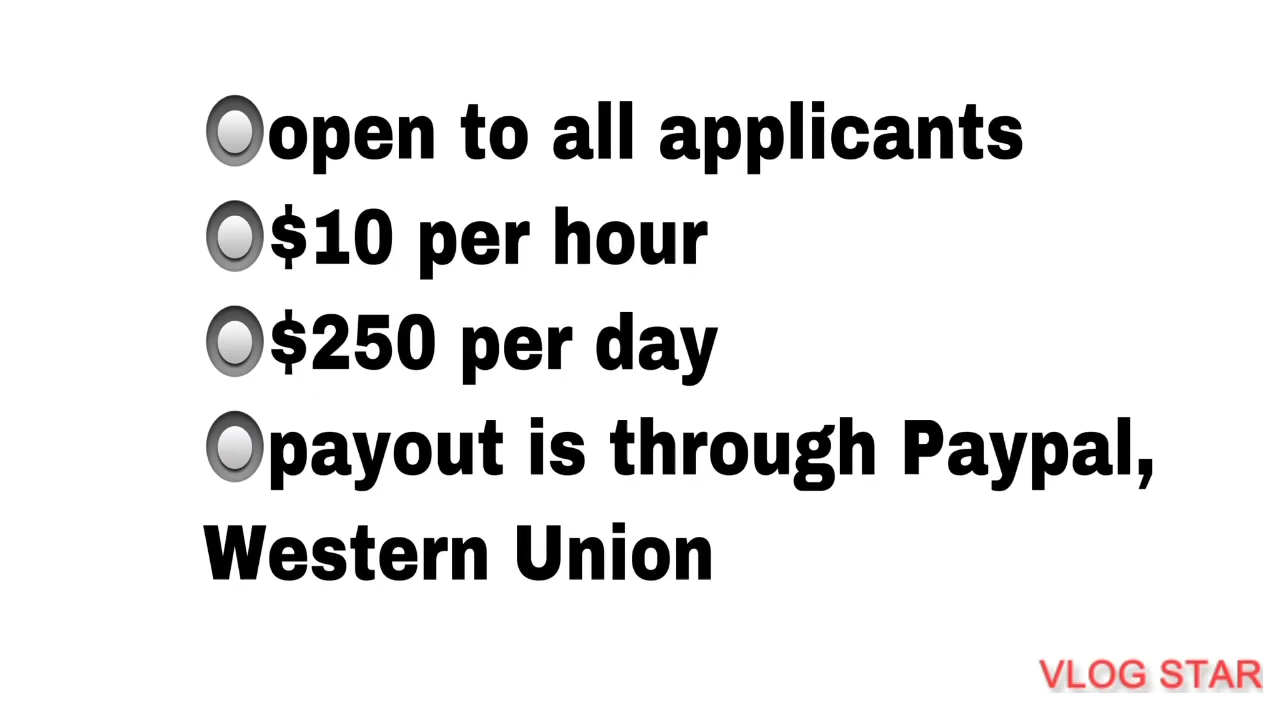 open to all applicants
$10 per hour
$250 per day
payout is through Paypal,
Western Union
VLOG STAR